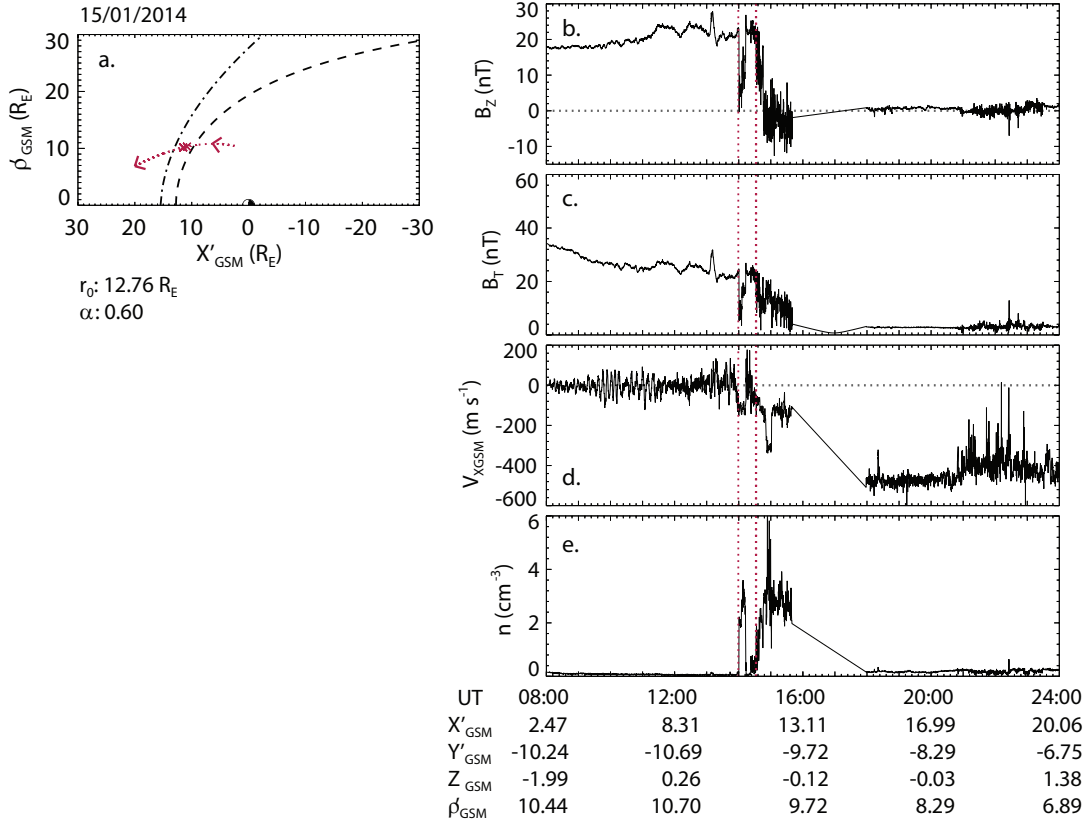 15/01/2014
a.
30
20
10
0
ρ'GSM (RE)
30 20 10 0 -10 -20 -30
X'GSM (RE)
r0: 12.76 RE
α: 0.60
b.
30
20
10
0
-10
BZ (nT)
c.
60
40
20
0
BT (nT)
200
0
-200
-400
-600
VXGSM (m s-1)
d.
e.
6
4
2
0
n (cm-3)
UT 08:00 12:00 16:00 20:00 24:00
X'GSM 2.47 8.31 13.11 16.99 20.06
Y'GSM -10.24 -10.69 -9.72 -8.29 -6.75
Z GSM -1.99 0.26 -0.12 -0.03 1.38
ρ'GSM 10.44 10.70 9.72 8.29 6.89